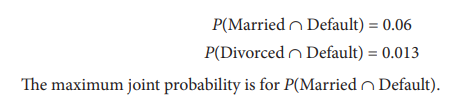 P(Married ∩ Default) = 0.06
P(Divorced ∩ Default) = 0.013
The maximum joint probability is for P(Married ∩ Default).